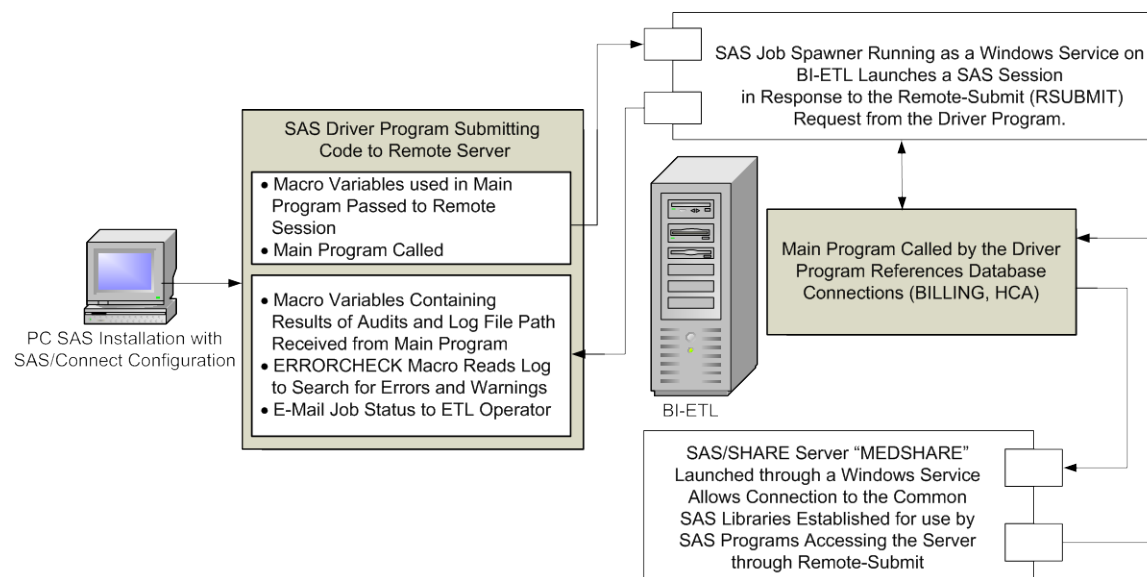 SAS Job Spawner Running as a Windows Service on
BI-ETL Launches a SAS Session
in Response to the Remote-Submit (RSUBMIT)
Request from the Driver Program.
SAS Driver Program Submitting
Code to Remote Server
• Macro Variables used in Main
Program Passed to Remote
Session
• Main Program Called
• Macro Variables Containing
Results of Audits and Log File Path
Received from Main Program
• ERRORCHECK Macro Reads Log
to Search for Errors and Warnings
• E-Mail Job Status to ETL Operator
PC SAS Installation with
SAS/Connect Configuration
BI-ETL
Main Program Called by the Driver
Program References Database
Connections (BILLING, HCA)
SAS/SHARE Server “MEDSHARE”
Launched through a Windows Service
Allows Connection to the Common
SAS Libraries Established for use by
SAS Programs Accessing the Server
through Remote-Submit